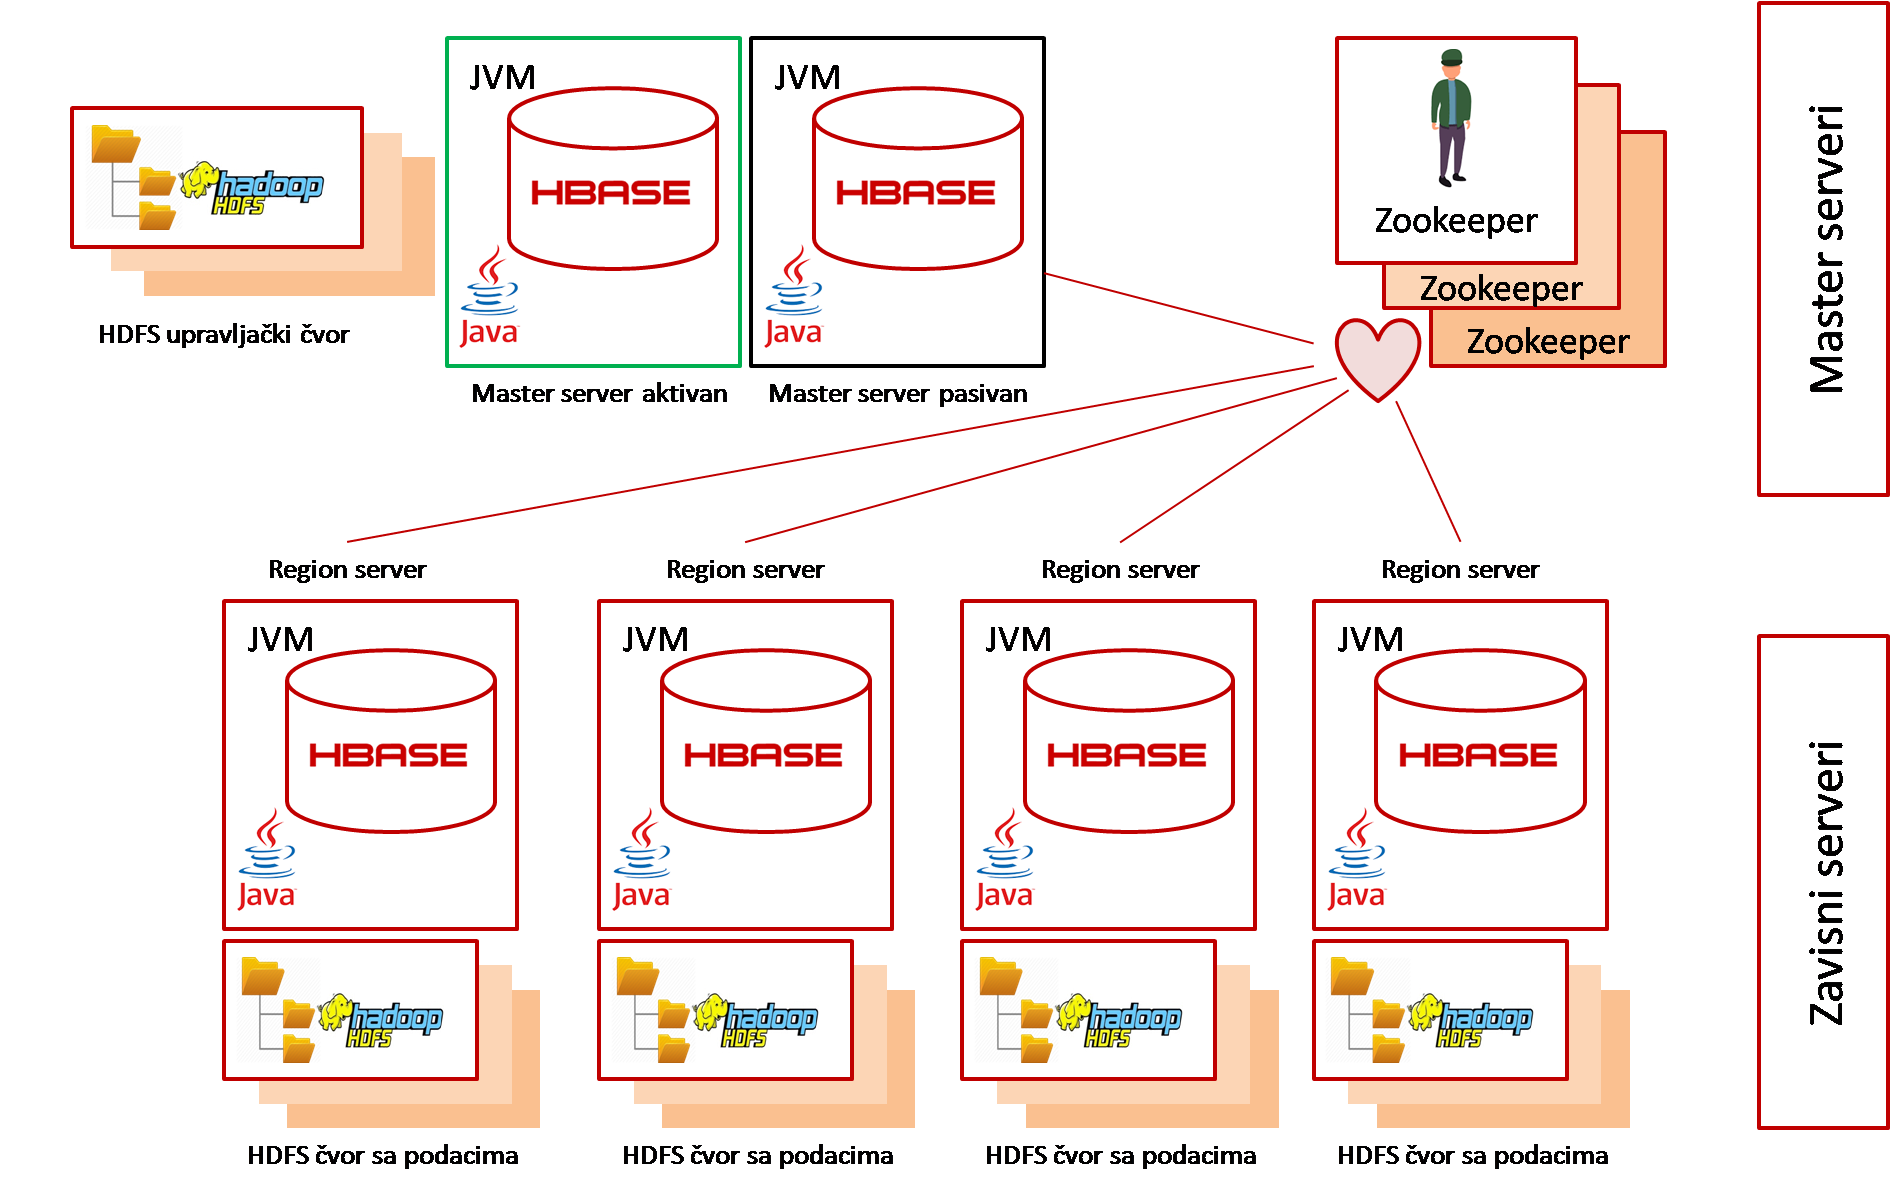 JVM
HBASE
Java
Master server aktivan
JVM
HBASE
Java
Master server pasivan
hadoop
HDFS
HDFS upravljački čvor
Zookeeper
Zookeeper
Zookeeper
Master serveri
Region server
Region server
Region server
Region server
JVM
HBASE
Java
JVM
HBASE
Java
JVM
HBASE
Java
JVM
HBASE
Java
hadoop
HDFS
hadoop
HDFS
hadoop
HDFS
hadoop
HDFS
HDFS čvor sa podacima
HDFS čvor sa podacima
HDFS čvor sa podacima
HDFS čvor sa podacima
Zavisni serveri